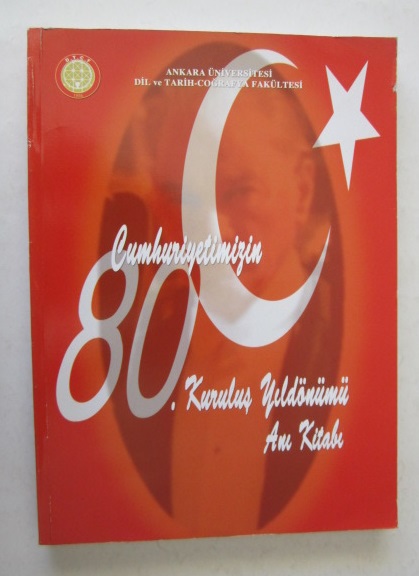 D.T.C.F
ANKARA ÜNİVERSİTESİ
DİL ve TARİH-COĞRAFYA FAKÜLTESİ
Cumhuriyetimizin
80. Kuruluş Yıldönümü
Anı Kitabı